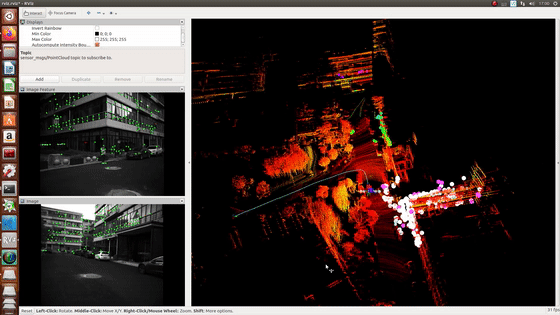 rviz.rviz* - RViz
17:00
Interact
Focus Camera
Displays
Invert Rainbow
Min Color
0; 0; 0
Max Color
255; 255; 255
Autocompute Intensity Bou...
Topic
sensor_msgs/PointCloud topic to subscribe to.
Add
Duplicate
Remove
Rename
Image Feature
Image
Reset
Left-Click: Rotate. Middle-Click: Move X/Y. Right-Click/Mouse Wheel: Zoom. Shift: More options.
31 fps